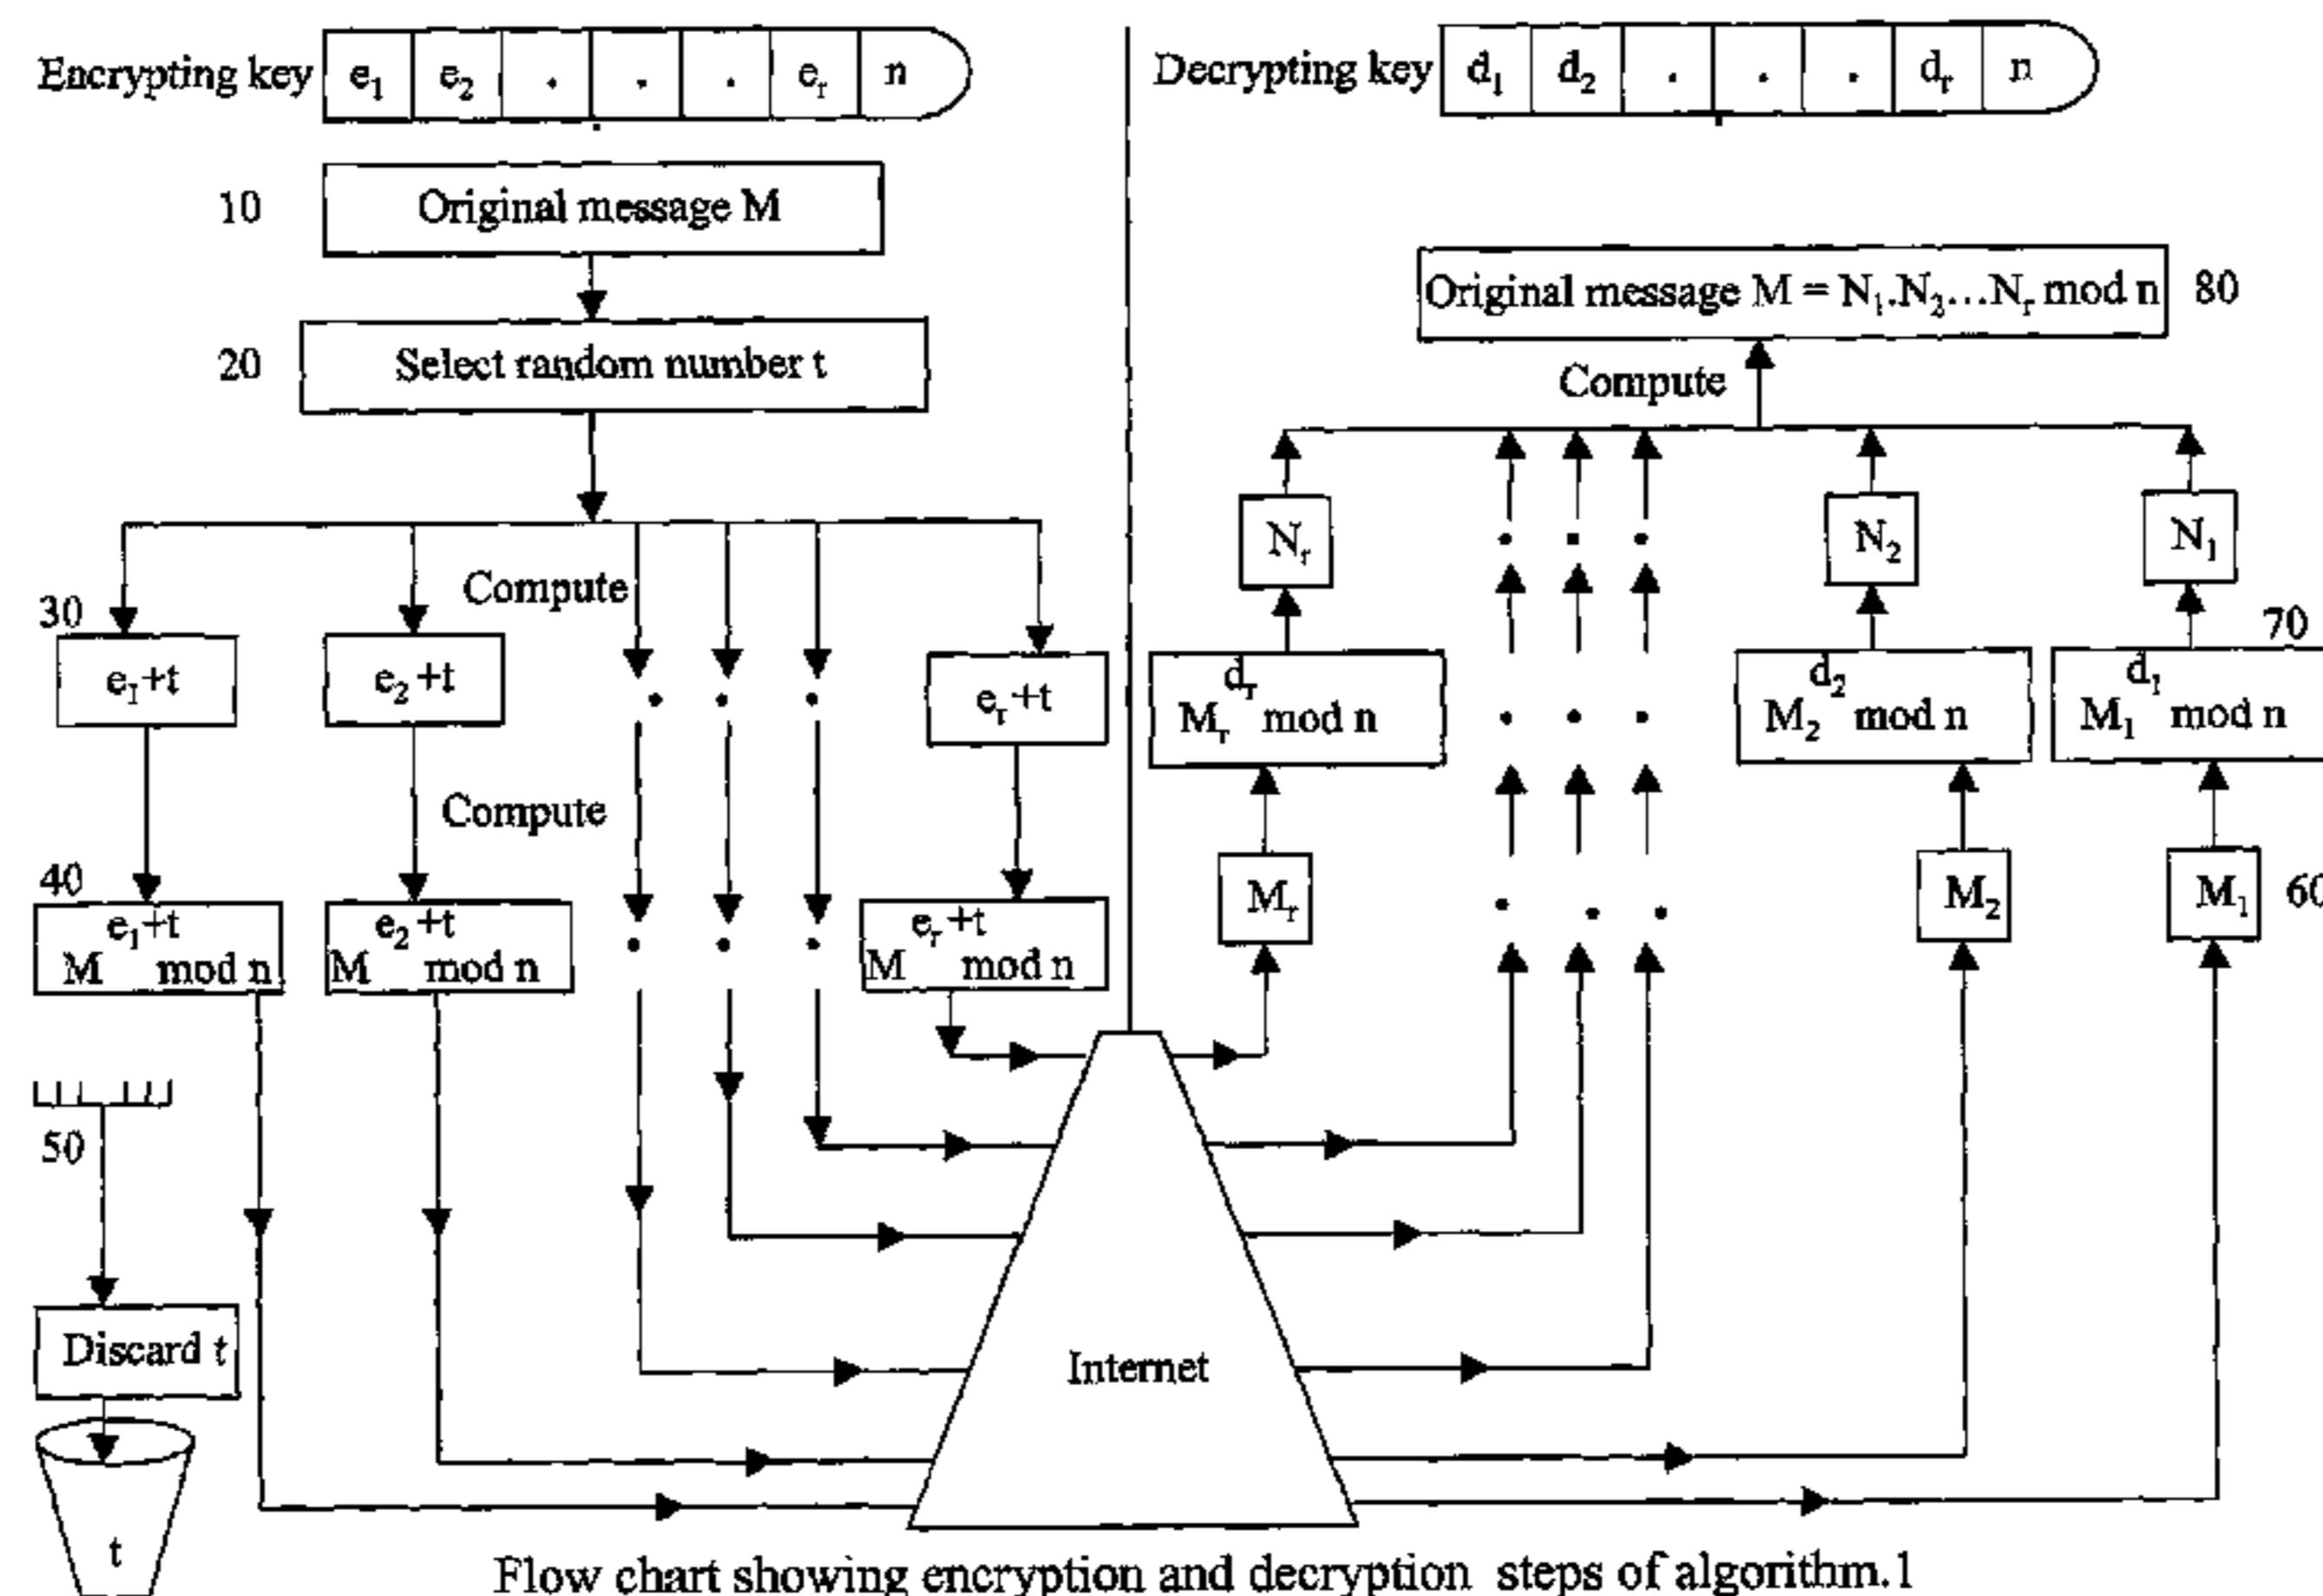 Encrypting key e₁ e₂ . . . eᵣ n
10 Original message M
20 Select random number t
Compute
30
e₁+t e₂+t . . . eᵣ+t
Compute
40
M^(e₁+t) mod n M^(e₂+t) mod n . . . M^(eᵣ+t) mod n
50
Discard t
t
Internet
Decrypting key d₁ d₂ . . . dᵣ n
Original message M = N₁.N₂...Nᵣ mod n 80
Compute
Nᵣ . . . N₂ N₁
70
Mᵣ^(dᵣ) mod n . . . M₂^(d₂) mod n M₁^(d₁) mod n
Mᵣ . . . M₂ M₁ 60
Flow chart showing encryption and decryption steps of algorithm.1